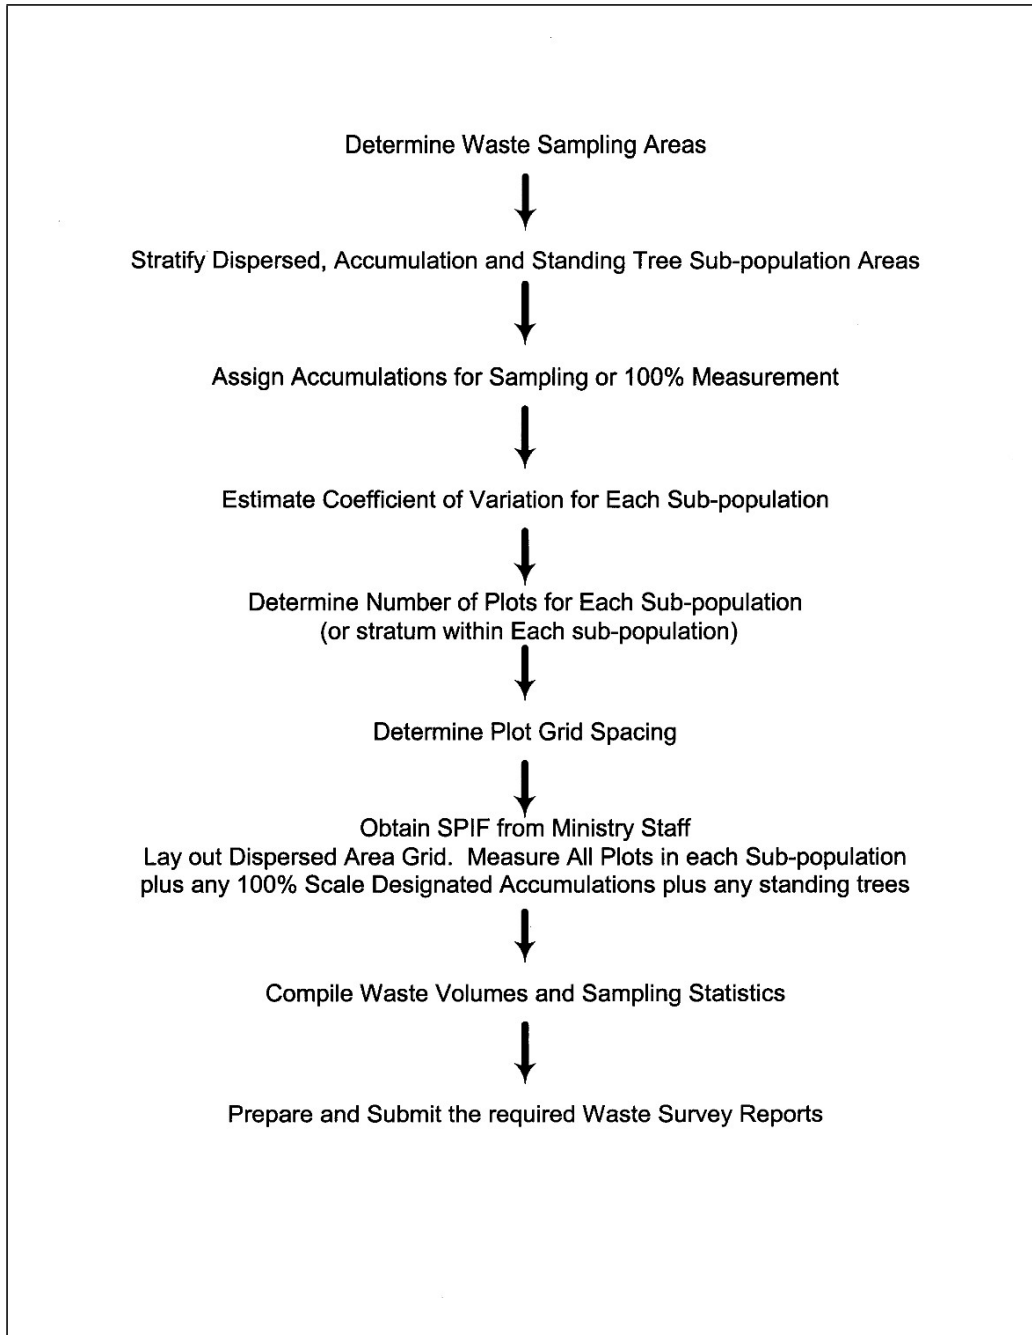 Determine Waste Sampling Areas
Stratify Dispersed, Accumulation and Standing Tree Sub-population Areas
Assign Accumulations for Sampling or 100% Measurement
Estimate Coefficient of Variation for Each Sub-population
Determine Number of Plots for Each Sub-population
(or stratum within Each sub-population)
Determine Plot Grid Spacing
Obtain SPIF from Ministry Staff
Lay out Dispersed Area Grid.  Measure All Plots in each Sub-population
plus any 100% Scale Designated Accumulations plus any standing trees
Compile Waste Volumes and Sampling Statistics
Prepare and Submit the required Waste Survey Reports